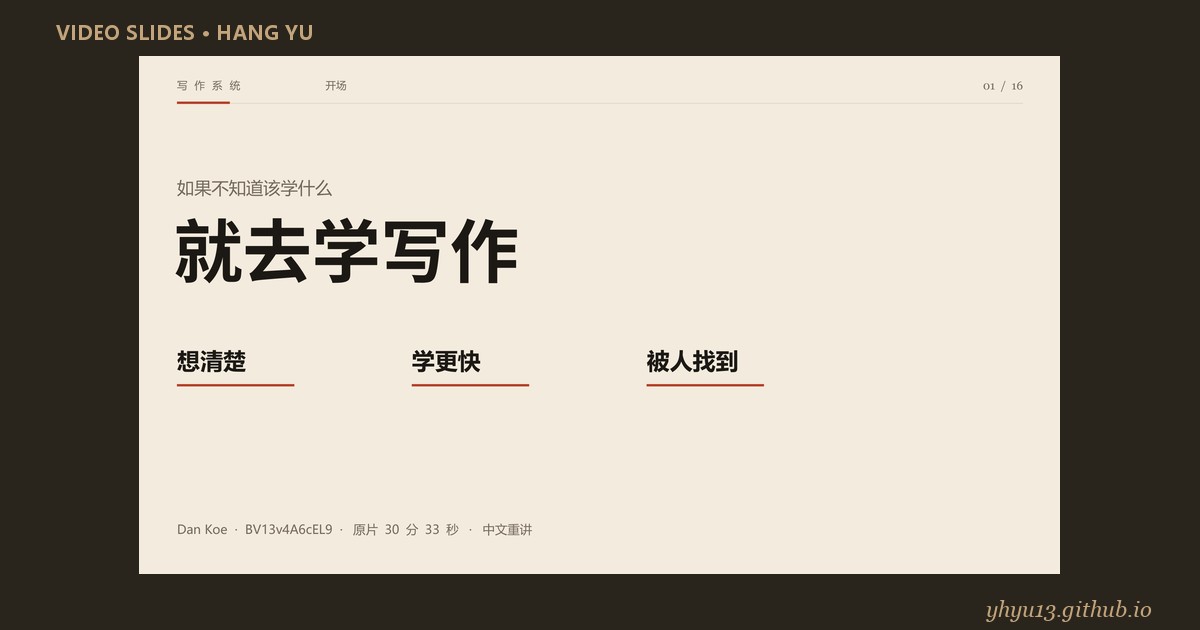 VIDEO SLIDES • HANG YU
写作系统 开场 01 / 16
如果不知道该学什么
就去学写作
想清楚 学更快 被人找到
Dan Koe · BV13v4A6cEL9 · 原片 30 分 33 秒 · 中文重讲
yhyu13.github.io